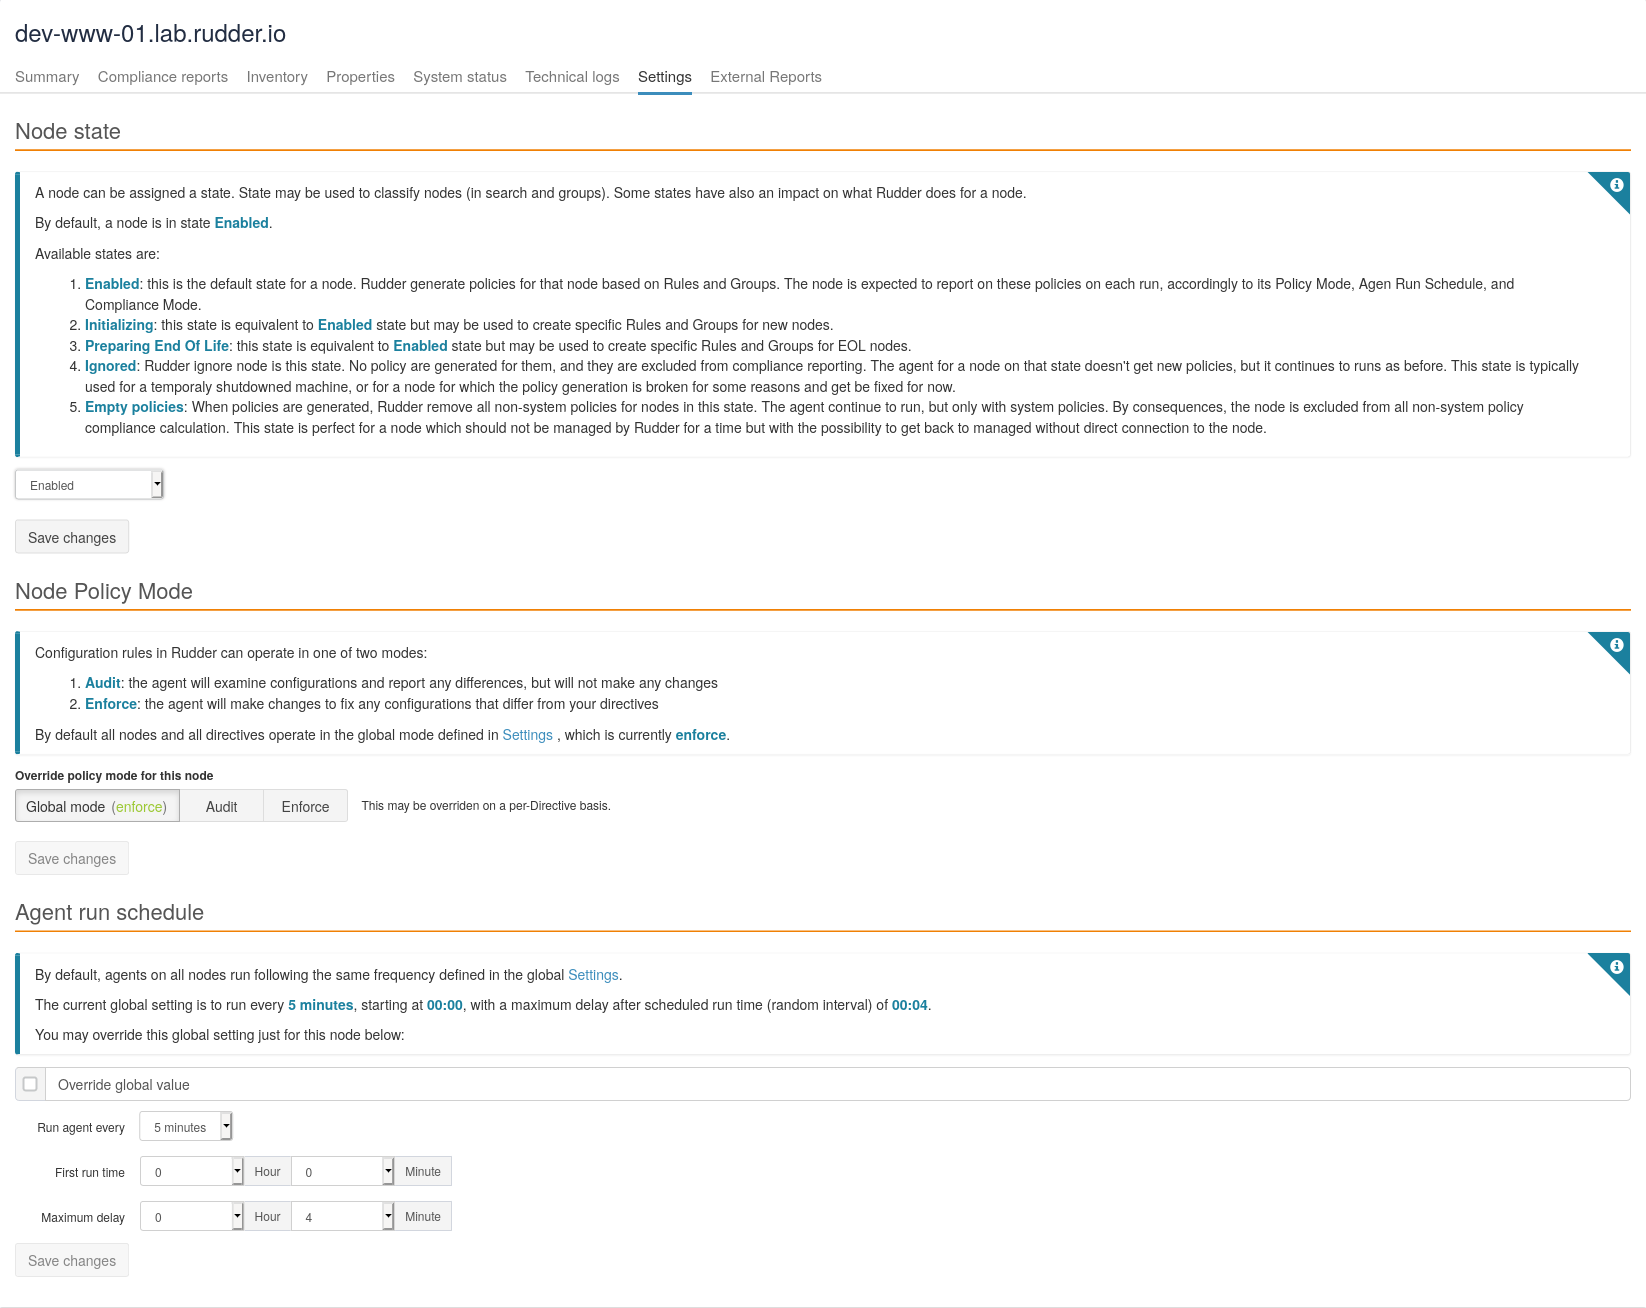 dev-www-01.lab.rudder.io
Summary Compliance reports Inventory Properties System status Technical logs Settings External Reports
Node state
A node can be assigned a state. State may be used to classify nodes (in search and groups). Some states have also an impact on what Rudder does for a node.
By default, a node is in state Enabled.
Available states are:
1. Enabled: this is the default state for a node. Rudder generate policies for that node based on Rules and Groups. The node is expected to report on these policies on each run, accordingly to its Policy Mode, Agen Run Schedule, and
Compliance Mode.
2. Initializing: this state is equivalent to Enabled state but may be used to create specific Rules and Groups for new nodes.
3. Preparing End Of Life: this state is equivalent to Enabled state but may be used to create specific Rules and Groups for EOL nodes.
4. Ignored: Rudder ignore node is this state. No policy are generated for them, and they are excluded from compliance reporting. The agent for a node on that state doesn't get new policies, but it continues to runs as before. This state is typically
used for a temporaly shutdowned machine, or for a node for which the policy generation is broken for some reasons and get be fixed for now.
5. Empty policies: When policies are generated, Rudder remove all non-system policies for nodes in this state. The agent continue to run, but only with system policies. By consequences, the node is excluded from all non-system policy
compliance calculation. This state is perfect for a node which should not be managed by Rudder for a time but with the possibility to get back to managed without direct connection to the node.
Enabled
Save changes
Node Policy Mode
Configuration rules in Rudder can operate in one of two modes:
1. Audit: the agent will examine configurations and report any differences, but will not make any changes
2. Enforce: the agent will make changes to fix any configurations that differ from your directives
By default all nodes and all directives operate in the global mode defined in Settings , which is currently enforce.
Override policy mode for this node
Global mode (enforce) Audit Enforce This may be overriden on a per-Directive basis.
Save changes
Agent run schedule
By default, agents on all nodes run following the same frequency defined in the global Settings.
The current global setting is to run every 5 minutes, starting at 00:00, with a maximum delay after scheduled run time (random interval) of 00:04.
You may override this global setting just for this node below:
Override global value
Run agent every 5 minutes
First run time 0 Hour 0 Minute
Maximum delay 0 Hour 4 Minute
Save changes